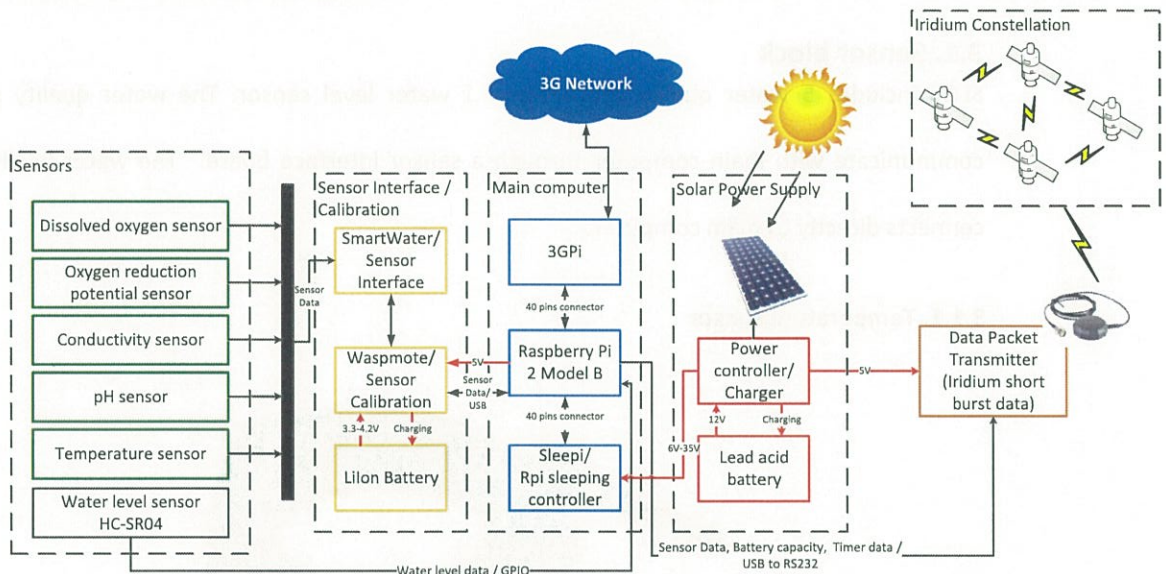 Iridium Constellation
3G Network
Sensors
Dissolved oxygen sensor
Oxygen reduction
potential sensor
Conductivity sensor
pH sensor
Temperature sensor
Water level sensor
HC-SR04
Sensor
Data
Sensor Interface /
Calibration
SmartWater/
Sensor
Interface
Waspmote/
Sensor
Calibration
3.3-4.2V
Charging
LiIon Battery
5V
Sensor
Data/
USB
Main computer
3GPi
40 pins connector
Raspberry Pi
2 Model B
40 pins connector
Sleepi/
Rpi sleeping
controller
Solar Power Supply
Power
controller/
Charger
12V
Charging
6V-35V
Lead acid
battery
5V
Data Packet
Transmitter
(Iridium short
burst data)
Sensor Data, Battery capacity, Timer data /
USB to RS232
Water level data / GPIO